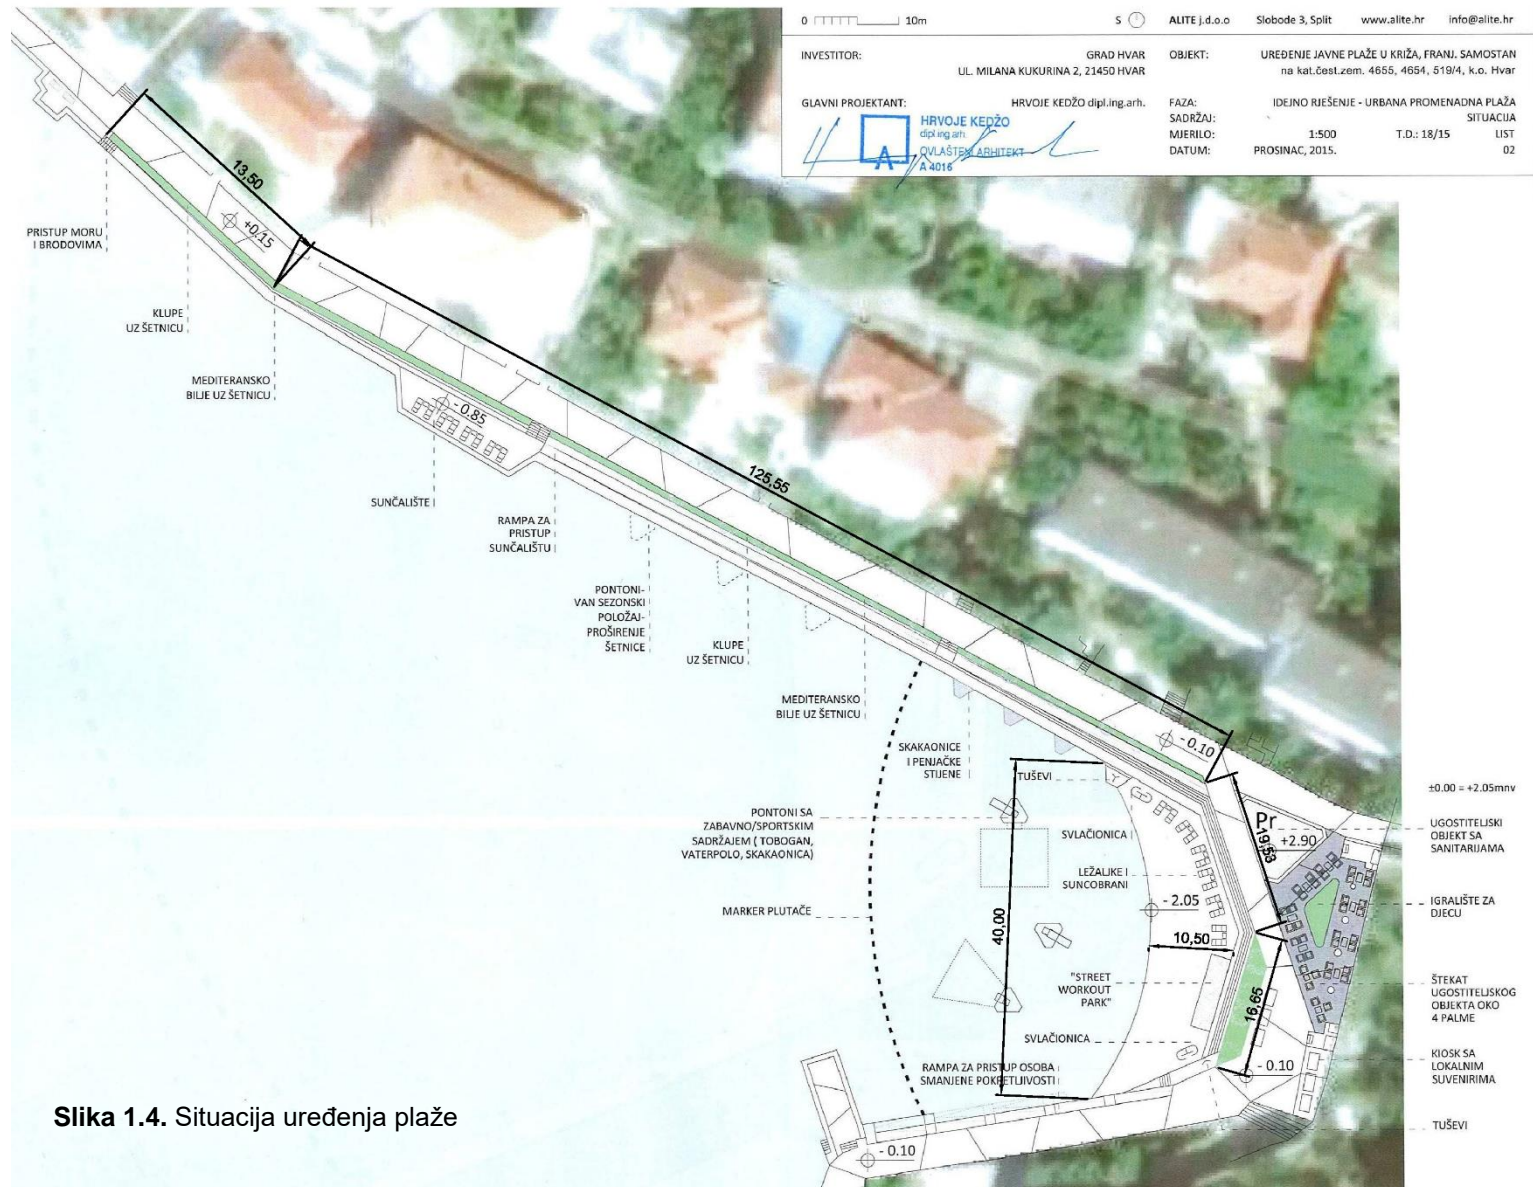 0 10m
S
ALITE j.d.o.o Slobode 3, Split www.alite.hr info@alite.hr
INVESTITOR: GRAD HVAR
UL. MILANA KUKURINA 2, 21450 HVAR
OBJEKT: UREĐENJE JAVNE PLAŽE U KRIŽA, FRANJ. SAMOSTAN
na kat.čest.zem. 4655, 4654, 519/4, k.o. Hvar
GLAVNI PROJEKTANT: HRVOJE KEDŽO dipl.ing.arh.
HRVOJE KEDŽO
dipl.ing.arh.
OVLAŠTENI ARHITEKT
A 4016
A
FAZA: IDEJNO RJEŠENJE - URBANA PROMENADNA PLAŽA
SADRŽAJ: SITUACIJA
MJERILO: 1:500 T.D.: 18/15 LIST
DATUM: PROSINAC, 2015. 02
13,50
+0.15
PRISTUP MORU
I BRODOVIMA
KLUPE
UZ ŠETNICU
MEDITERANSKO
BILJE UZ ŠETNICU
- 0.85
SUNČALIŠTE
RAMPA ZA
PRISTUP
SUNČALIŠTU
125,55
PONTONI-
VAN SEZONSKI
POLOŽAJ-
PROŠIRENJE
ŠETNICE
KLUPE
UZ ŠETNICU
MEDITERANSKO
BILJE UZ ŠETNICU
SKAKAONICE
I PENJAČKE
STIJENE
- 0.10
TUŠEVI
±0.00 = +2.05mnv
PONTONI SA
ZABAVNO/SPORTSKIM
SADRŽAJEM ( TOBOGAN,
VATERPOLO, SKAKAONICA)
SVLAČIONICA
Pr
19,53
+2.90
UGOSTITELJSKI
OBJEKT SA
SANITARIJAMA
LEŽALJKE I
SUNCOBRANI
MARKER PLUTAČE
- 2.05
IGRALIŠTE ZA
DJECU
40,00
10,50
"STREET
WORKOUT
PARK"
16,65
ŠTEKAT
UGOSTITELJSKOG
OBJEKTA OKO
4 PALME
SVLAČIONICA
RAMPA ZA PRISTUP OSOBA
SMANJENE POKRETLJIVOSTI
- 0.10
KIOSK SA
LOKALNIM
SUVENIRIMA
Slika 1.4. Situacija uređenja plaže
TUŠEVI
- 0.10